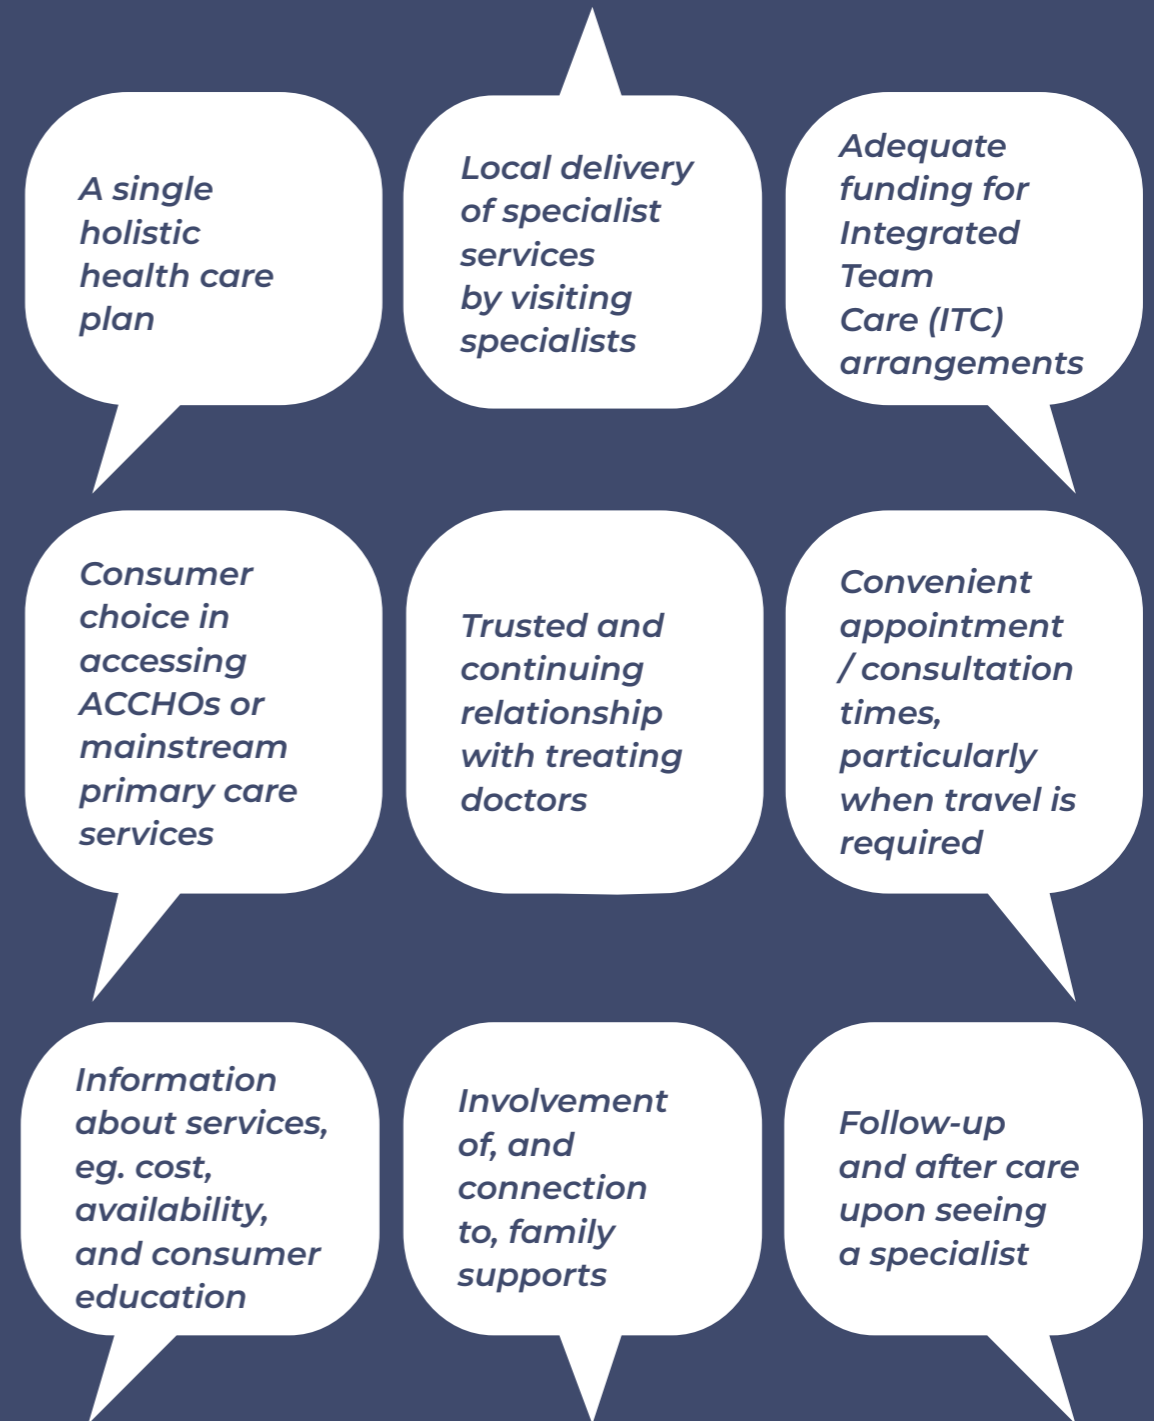 A single
holistic
health care
plan
Local delivery
of specialist
services
by visiting
specialists
Adequate
funding for
Integrated
Team
Care (ITC)
arrangements
Consumer
choice in
accessing
ACCHOs or
mainstream
primary care
services
Trusted and
continuing
relationship
with treating
doctors
Convenient
appointment
/ consultation
times,
particularly
when travel is
required
Information
about services,
eg. cost,
availability,
and consumer
education
Involvement
of, and
connection
to, family
supports
Follow-up
and after care
upon seeing
a specialist